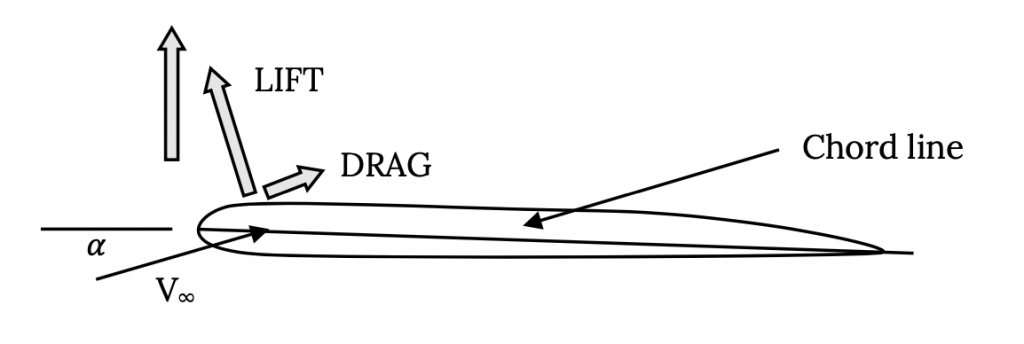 LIFT
DRAG
Chord line
α
V∞